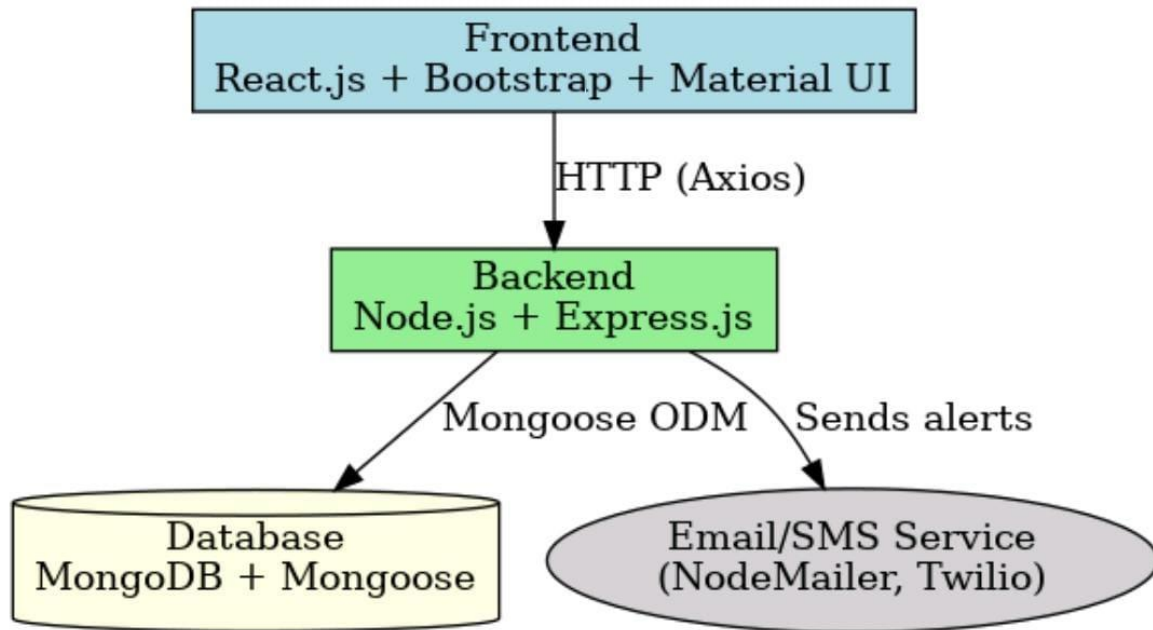 Frontend
React.js + Bootstrap + Material UI
HTTP (Axios)
Backend
Node.js + Express.js
Mongoose ODM
Sends alerts
Database
MongoDB + Mongoose
Email/SMS Service
(NodeMailer, Twilio)